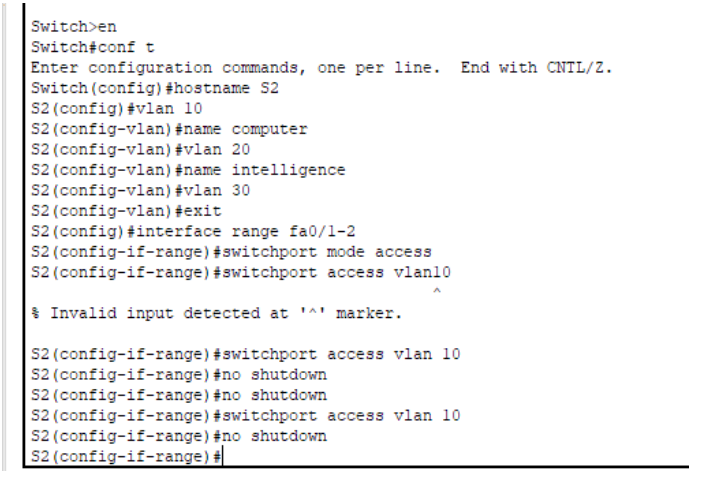 Switch>en
Switch#conf t
Enter configuration commands, one per line.  End with CNTL/Z.
Switch(config)#hostname S2
S2(config)#vlan 10
S2(config-vlan)#name computer
S2(config-vlan)#vlan 20
S2(config-vlan)#name intelligence
S2(config-vlan)#vlan 30
S2(config-vlan)#exit
S2(config)#interface range fa0/1-2
S2(config-if-range)#switchport mode access
S2(config-if-range)#switchport access vlan10
^
% Invalid input detected at '^' marker.
S2(config-if-range)#switchport access vlan 10
S2(config-if-range)#no shutdown
S2(config-if-range)#no shutdown
S2(config-if-range)#switchport access vlan 10
S2(config-if-range)#no shutdown
S2(config-if-range)#